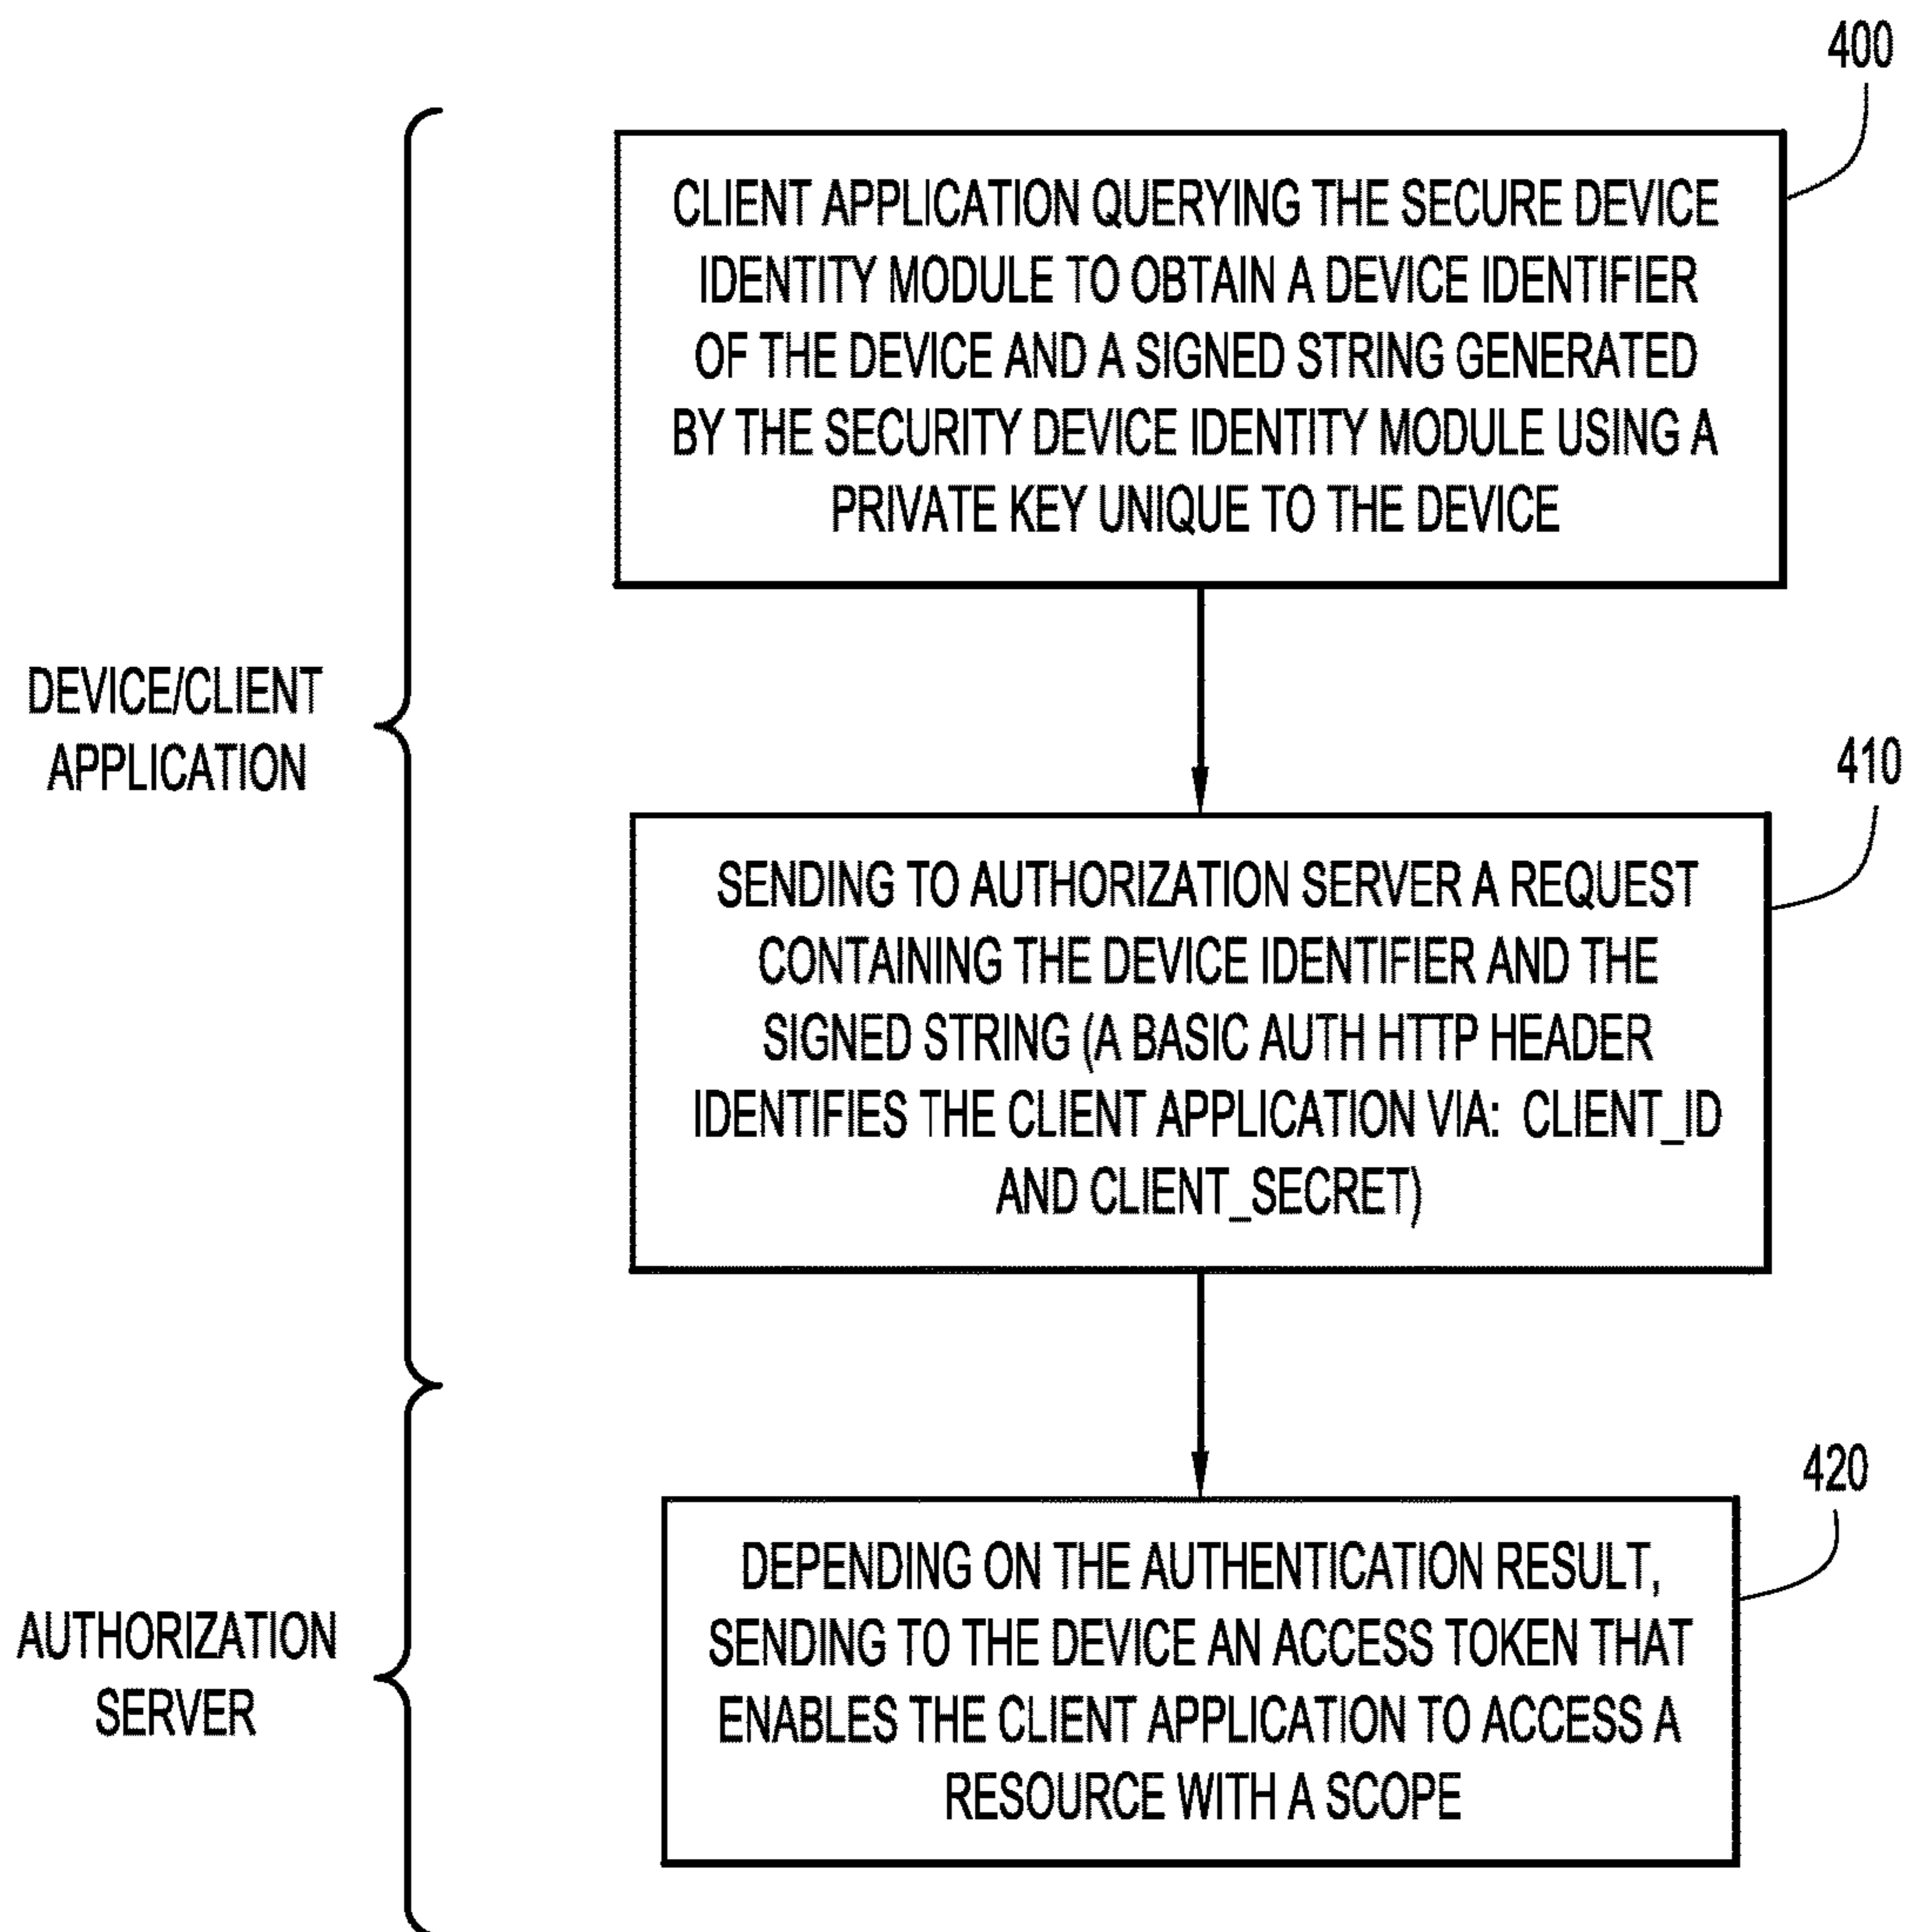 400
CLIENT APPLICATION QUERYING THE SECURE DEVICE
IDENTITY MODULE TO OBTAIN A DEVICE IDENTIFIER
OF THE DEVICE AND A SIGNED STRING GENERATED
BY THE SECURITY DEVICE IDENTITY MODULE USING A
PRIVATE KEY UNIQUE TO THE DEVICE
DEVICE/CLIENT
APPLICATION
410
SENDING TO AUTHORIZATION SERVER A REQUEST
CONTAINING THE DEVICE IDENTIFIER AND THE
SIGNED STRING (A BASIC AUTH HTTP HEADER
IDENTIFIES THE CLIENT APPLICATION VIA: CLIENT_ID
AND CLIENT_SECRET)
420
DEPENDING ON THE AUTHENTICATION RESULT,
SENDING TO THE DEVICE AN ACCESS TOKEN THAT
ENABLES THE CLIENT APPLICATION TO ACCESS A
RESOURCE WITH A SCOPE
AUTHORIZATION
SERVER